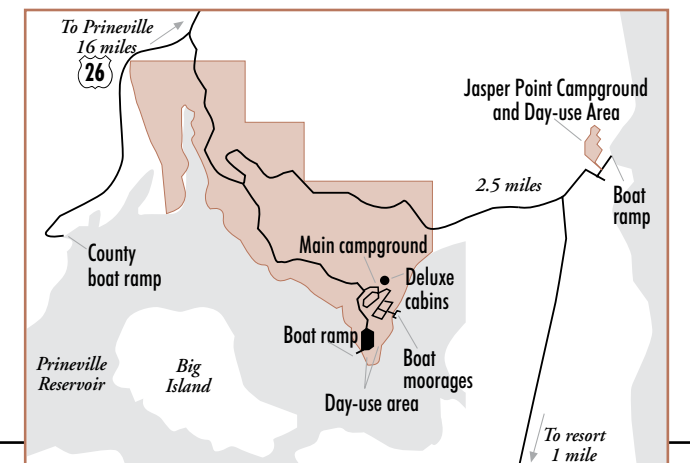 To Prineville
16 miles
26
Jasper Point Campground
and Day-use Area
2.5 miles
Boat
ramp
County
boat ramp
Main campground
Deluxe
cabins
Boat ramp
Boat
moorages
Day-use area
Prineville
Reservoir
Big
Island
To resort
1 mile